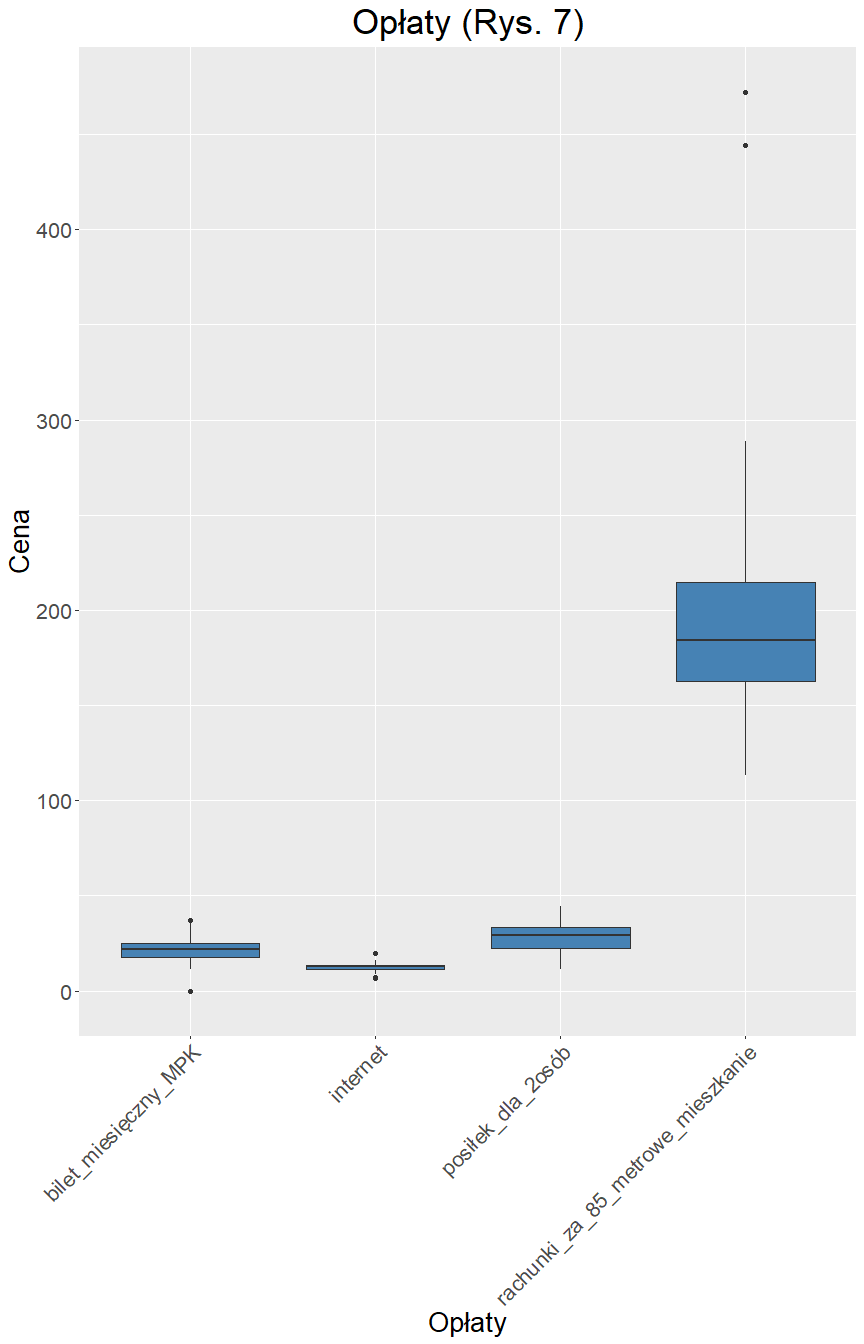 Opłaty (Rys. 7)
Cena
400
300
200
100
0
bilet_miesięczny_MPK
internet
posiłek_dla_2osób
rachunki_za_85_metrowe_mieszkanie
Opłaty